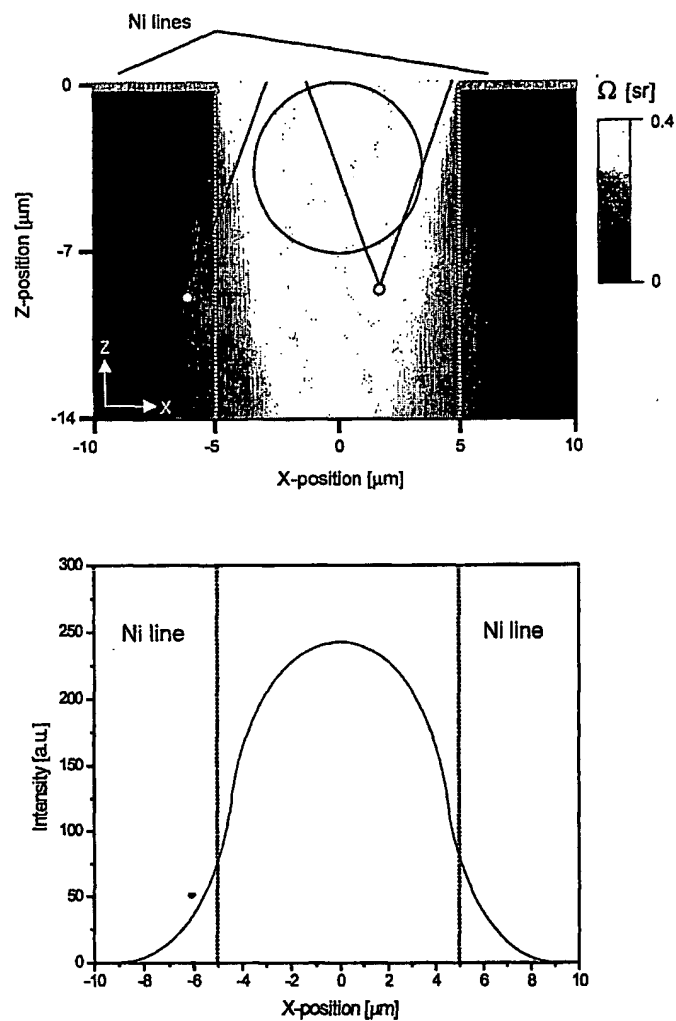 Ni lines
0
-7
-14
Z-position [µm]
Z
X
-10
-5
0
5
10
X-position [µm]
Ω [sr]
0.4
0
300
250
200
150
100
50
0
Intensity [a.u.]
Ni line
Ni line
-10
-8
-6
-4
-2
0
2
4
6
8
10
X-position [µm]